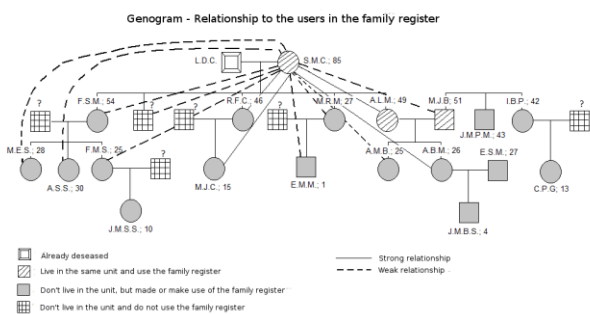 Genogram - Relationship to the users in the family register
L.D.C. S.M.C.; 85
? F.S.M.; 54 ? ? R.F.C.; 46 ? M.R.M; 27 A.L.M.; 49 M.J.B; 51 I.B.P.; 42 ?
J.M.P.M.; 43
M.E.S.; 28 F.M.S.; 25 ? A.M.B.; 25 A.B.M.; 26 E.S.M.; 27
A.S.S.; 30 M.J.C.; 15 E.M.M.; 1 C.P.G; 13
J.M.S.S.; 10 J.M.B.S.; 4
Already deseased
Live in the same unit and use the family register
Don't live in the unit, but made or make use of the family register
Don't live in the unit and do not use the family register
Strong relationship
Weak relationship